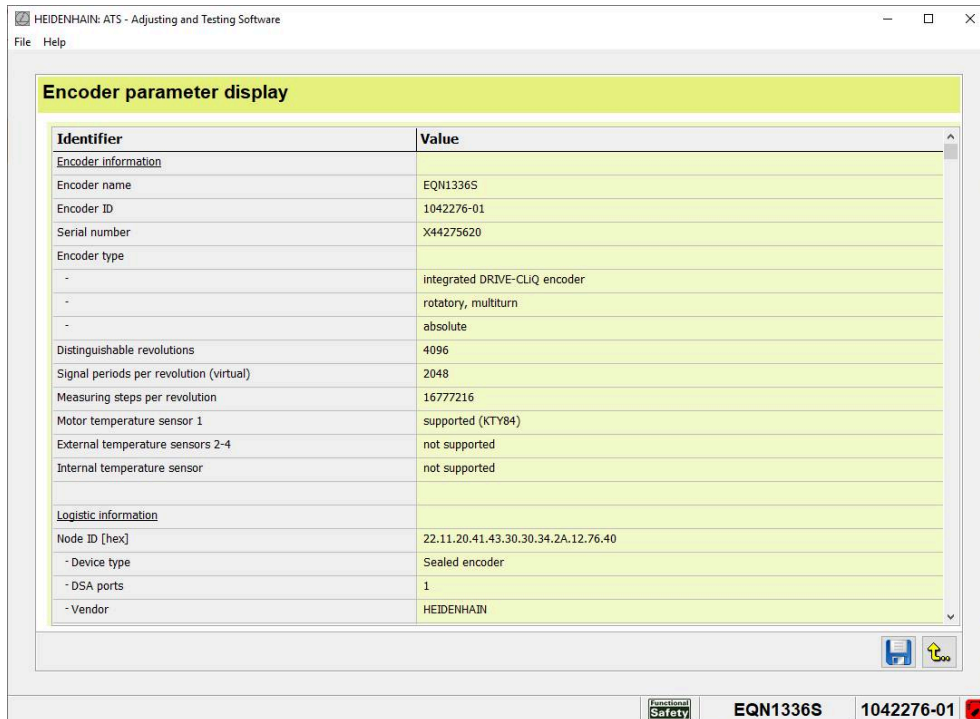 HEIDENHAIN: ATS - Adjusting and Testing Software
File Help
Encoder parameter display
Identifier Value
Encoder information
Encoder name EQN1336S
Encoder ID 1042276-01
Serial number X44275620
Encoder type
- integrated DRIVE-CLiQ encoder
- rotatory, multiturn
- absolute
Distinguishable revolutions 4096
Signal periods per revolution (virtual) 2048
Measuring steps per revolution 16777216
Motor temperature sensor 1 supported (KTY84)
External temperature sensors 2-4 not supported
Internal temperature sensor not supported
Logistic information
Node ID [hex] 22.11.20.41.43.30.30.34.2A.12.76.40
- Device type Sealed encoder
- DSA ports 1
- Vendor HEIDENHAIN
Functional
Safety EQN1336S 1042276-01